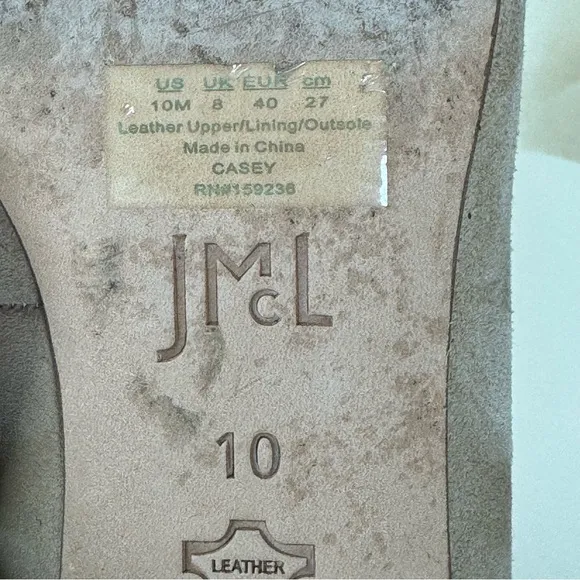 US UK EUR cm
10M 8 40 27
Leather Upper/Lining/Outsole
Made in China
CASEY
RN#159236
JMcL
10
LEATHER